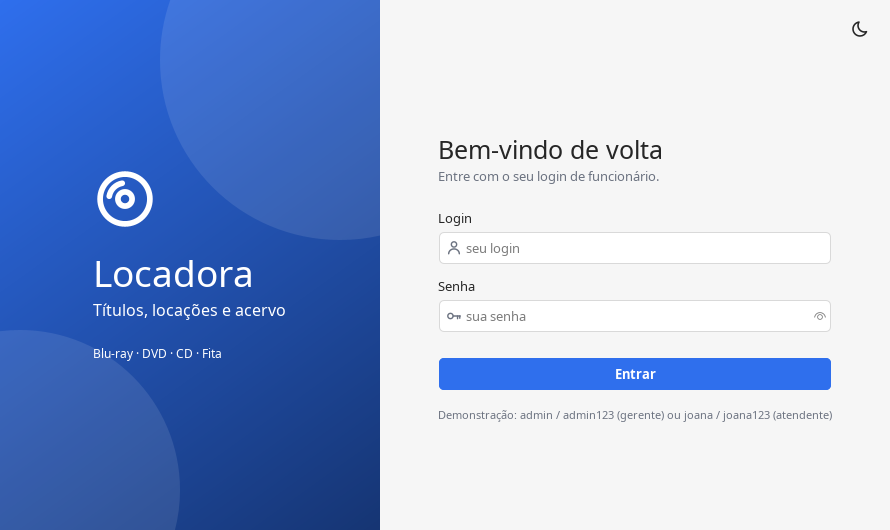 Locadora
Títulos, locações e acervo
Blu-ray · DVD · CD · Fita
Bem-vindo de volta
Entre com o seu login de funcionário.
Login
seu login
Senha
sua senha
Entrar
Demonstração: admin / admin123 (gerente) ou joana / joana123 (atendente)